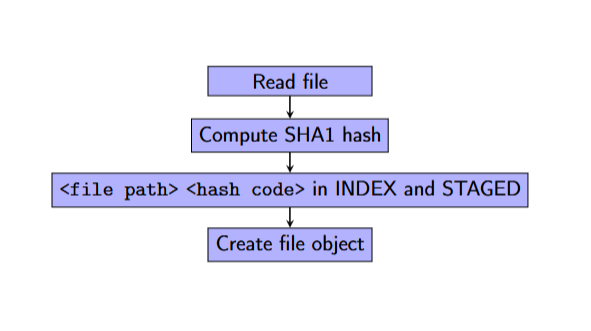 Read file
Compute SHA1 hash
<file path> <hash code> in INDEX and STAGED
Create file object